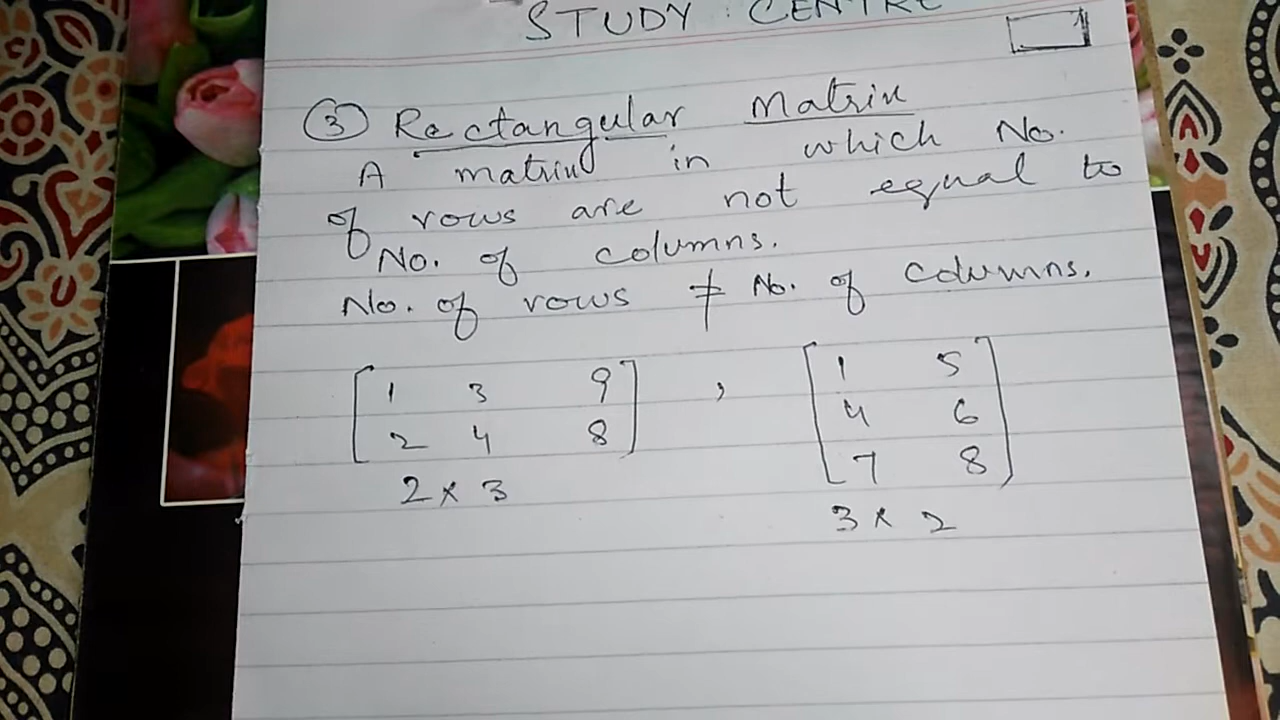 STUDY CENTRE
③ Rectangular Matrix
A matrix in which No.
of rows are not equal to
No. of columns.
No. of rows ≠ No. of columns.
[1 3 9 , [1 5
2 4 8] 4 6
7 8]
2 × 3
3 × 2